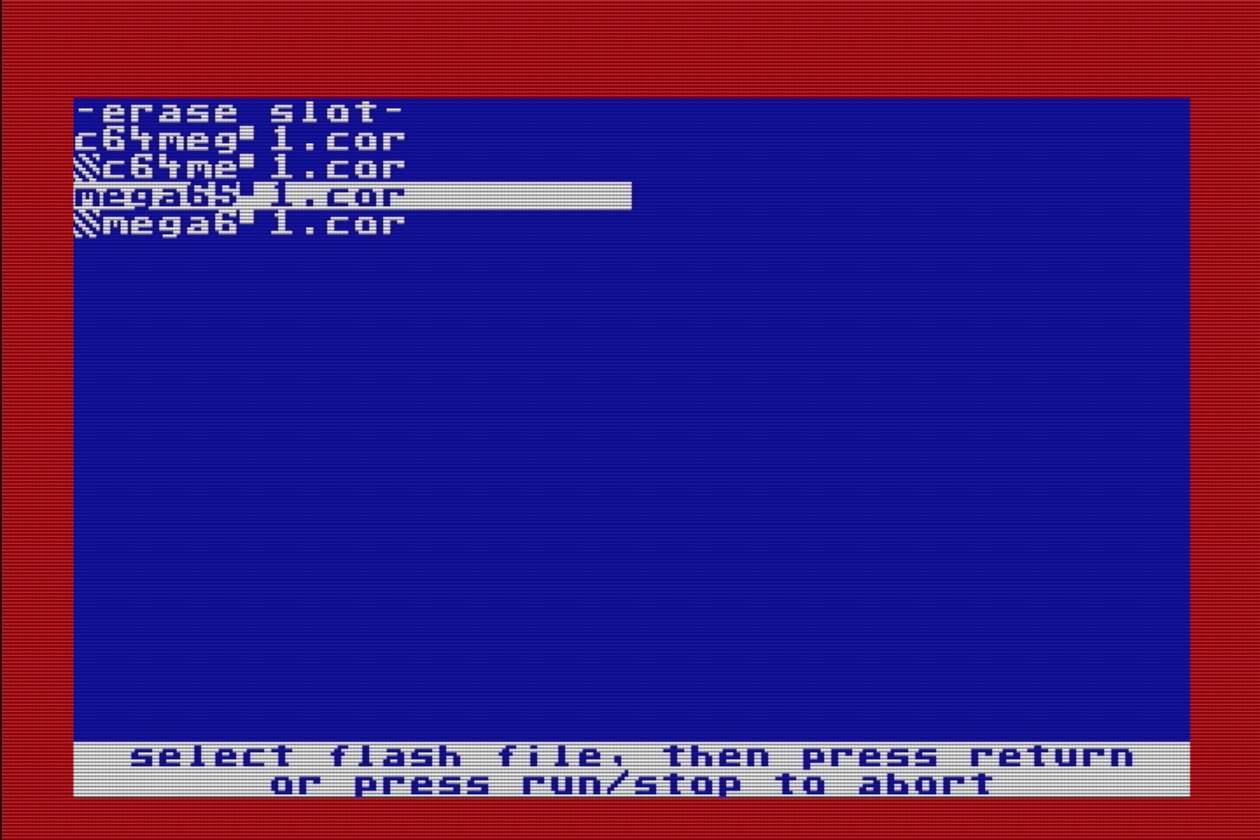 -erase slot-
c64meg▀1.cor
▧c64me▀1.cor
mega65▀1.cor
▧mega6▀1.cor
select flash file, then press return
or press run/stop to abort